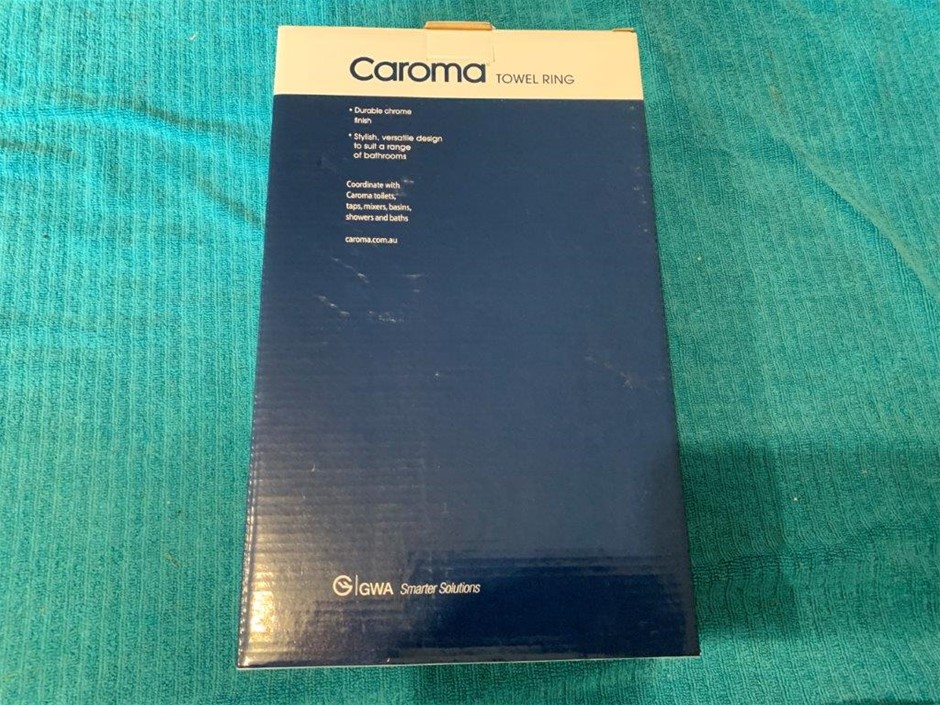 Caroma TOWEL RING
• Durable chrome
finish
• Stylish, versatile design
to suit a range
of bathrooms
Coordinate with
Caroma toilets,
taps, mixers, basins,
showers and baths
caroma.com.au
GWA Smarter Solutions